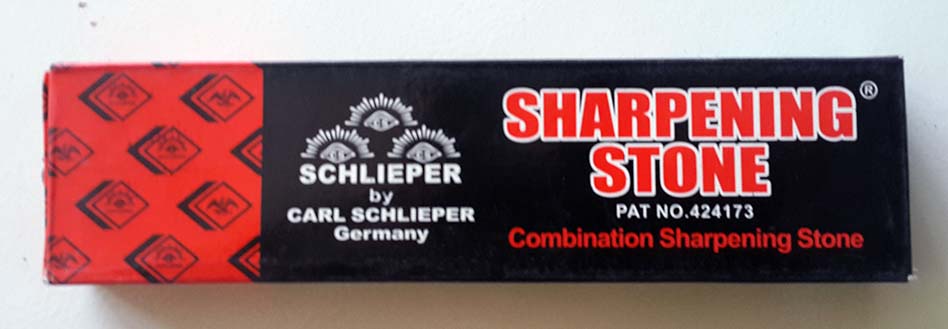 SCHLIEPER
by
CARL SCHLIEPER
Germany
SHARPENING®
STONE
PAT NO.424173
Combination Sharpening Stone